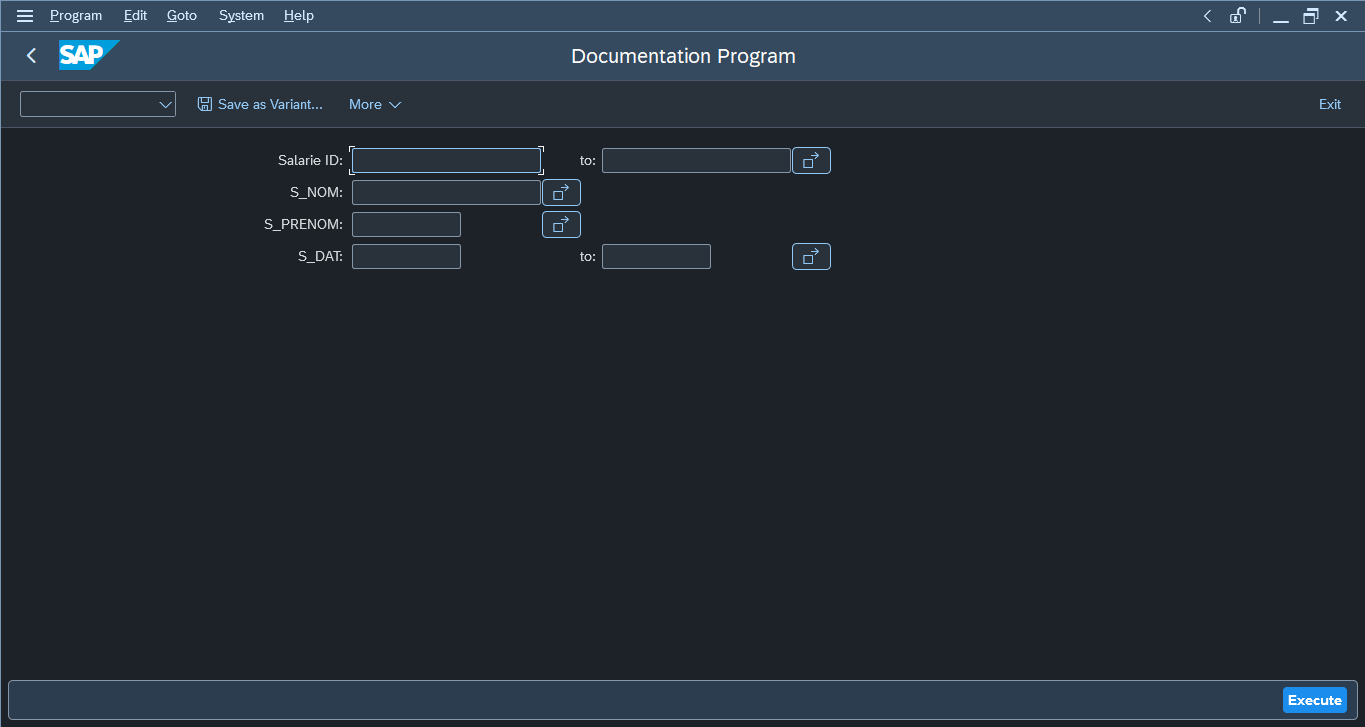 Program Edit Goto System Help
SAP Documentation Program
Save as Variant... More Exit
Salarie ID: to:
S_NOM:
S_PRENOM:
S_DAT: to:
Execute